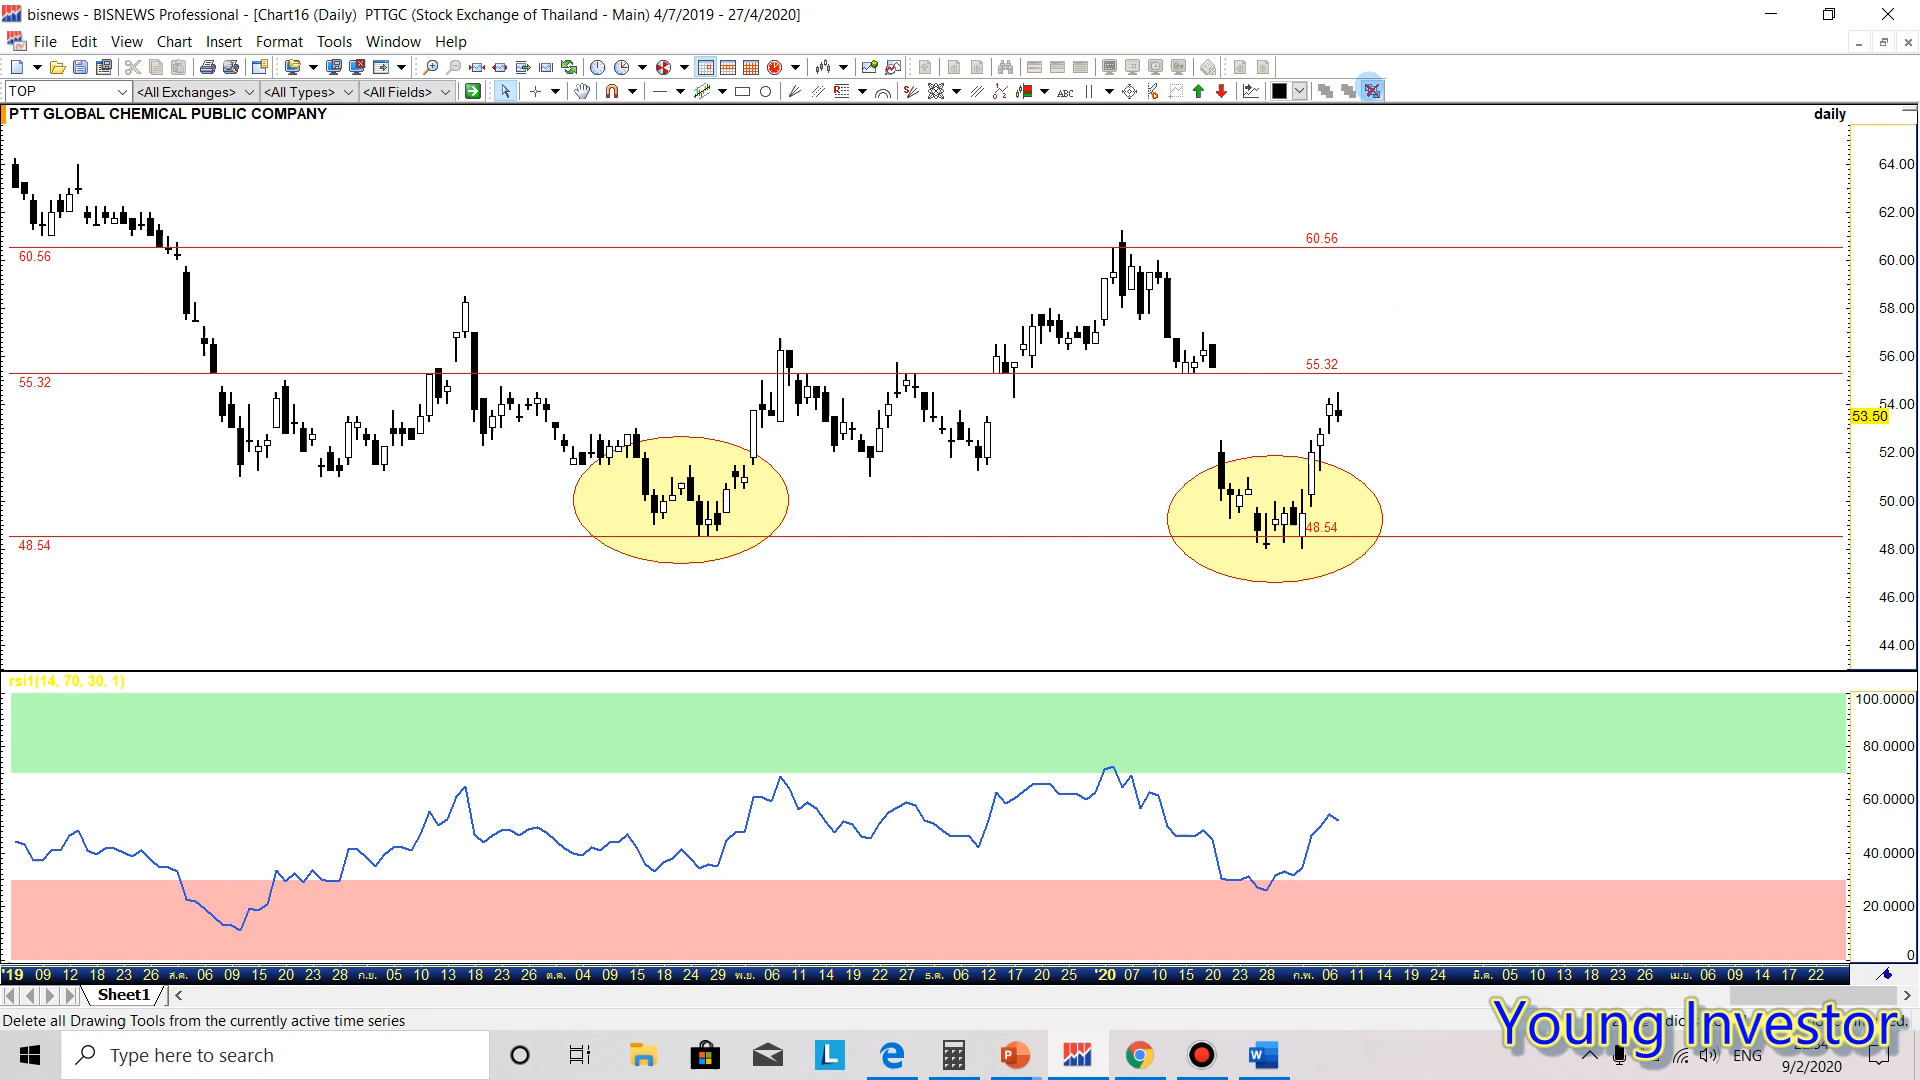 bisnews - BISNEWS Professional - [Chart16 (Daily)  PTTGC (Stock Exchange of Thailand - Main) 4/7/2019 - 27/4/2020]
File Edit View Chart Insert Format Tools Window Help
TOP <All Exchanges> <All Types> <All Fields> ABC
PTT GLOBAL CHEMICAL PUBLIC COMPANY daily
64.00
62.00
60.56 60.56
60.00
58.00
56.00
55.32 55.32
54.00
53.50
52.00
50.00
48.54 48.54
48.00
46.00
44.00
rsi1(14, 70, 30, 1)
100.0000
80.0000
60.0000
40.0000
20.0000
0
'19 09 12 18 23 26 ส.ค. 06 09 15 20 23 28 ก.ย. 05 10 13 18 23 26 ต.ค. 04 09 15 18 24 29 พ.ย. 06 11 14 19 22 27 ธ.ค. 06 12 17 20 25 '20 07 10 15 20 23 28 ก.พ. 06 11 14 19 24 มี.ค. 05 10 13 18 23 26 เม.ย. 06 09 14 17 22
Sheet1
Delete all Drawing Tools from the currently active time series
Young Investor
Type here to search
ENG
9/2/2020